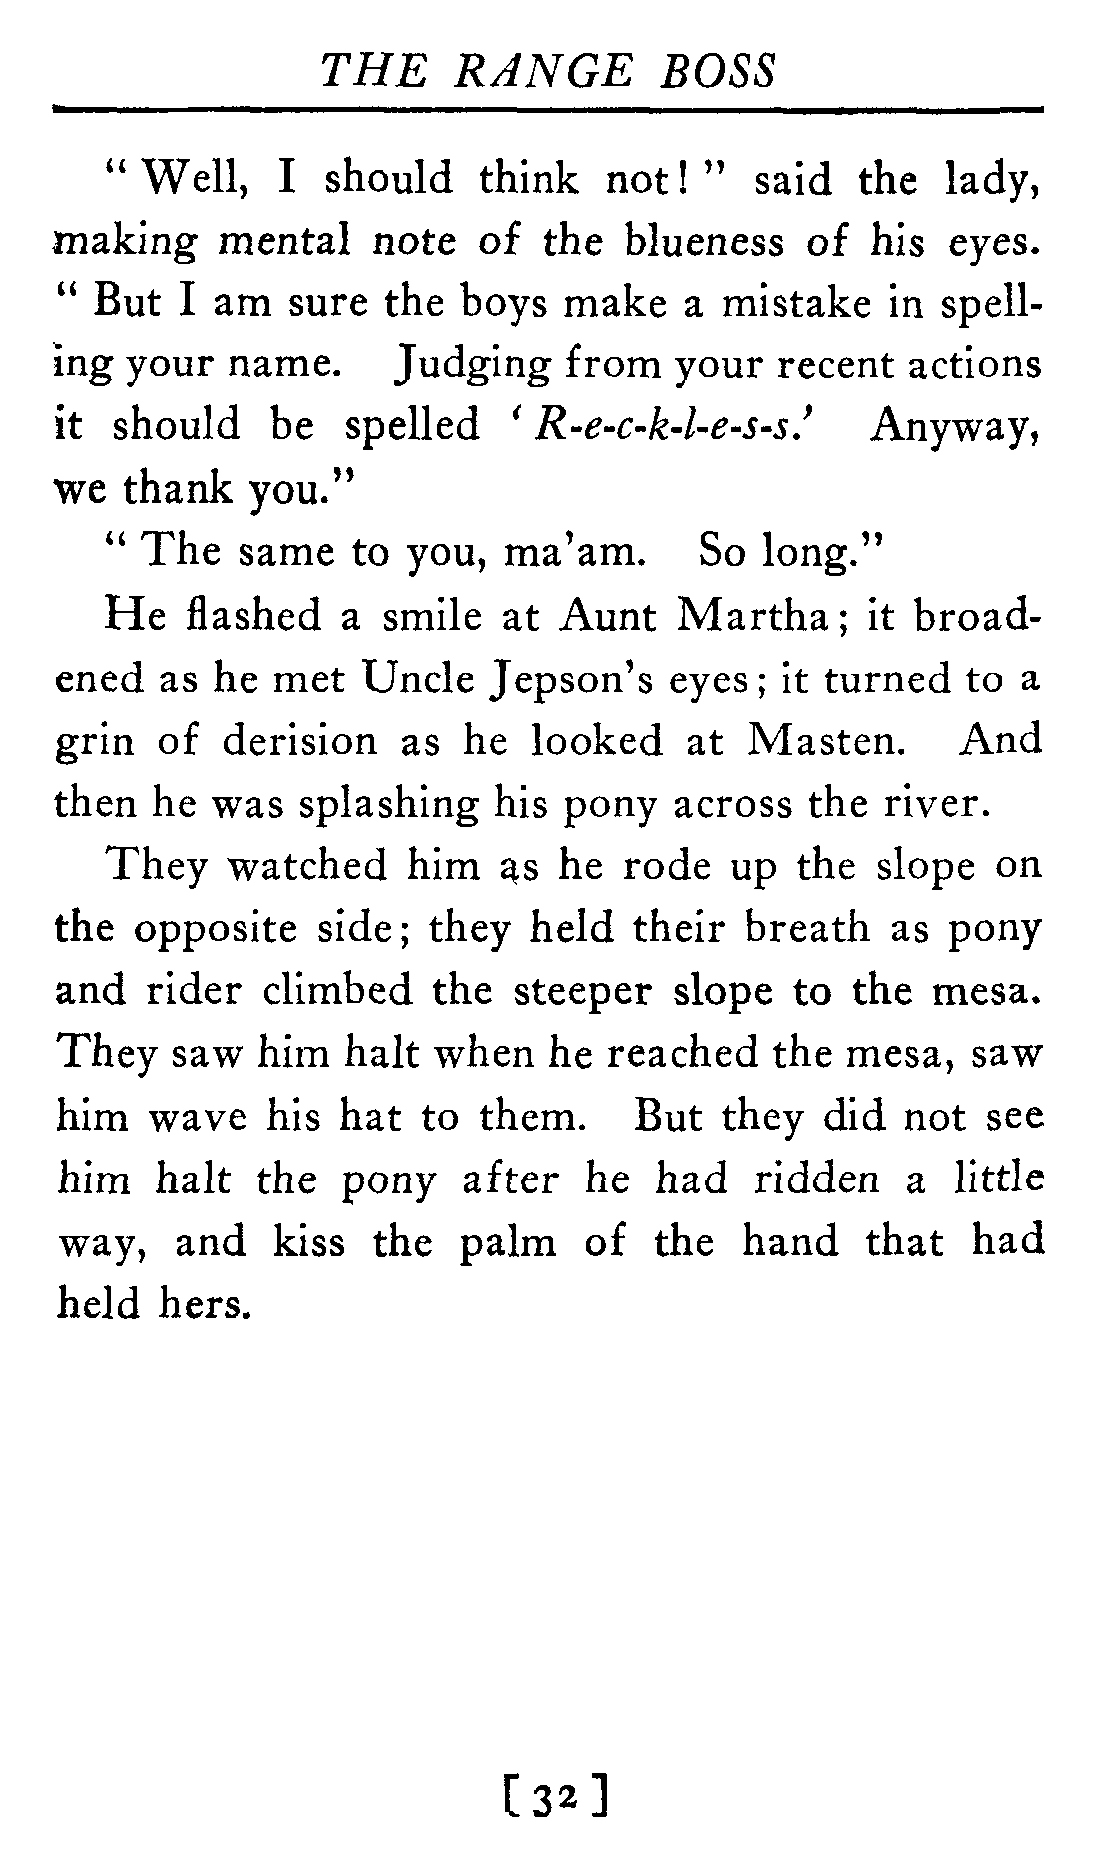 THE RANGE BOSS
" Well, I should think not! " said the lady,
making mental note of the blueness of his eyes.
" But I am sure the boys make a mistake in spell-
ing your name. Judging from your recent actions
it should be spelled ' R-e-c-k-l-e-s-s.' Anyway,
we thank you."
" The same to you, ma'am. So long."
He flashed a smile at Aunt Martha; it broad-
ened as he met Uncle Jepson's eyes; it turned to a
grin of derision as he looked at Masten. And
then he was splashing his pony across the river.
They watched him as he rode up the slope on
the opposite side; they held their breath as pony
and rider climbed the steeper slope to the mesa.
They saw him halt when he reached the mesa, saw
him wave his hat to them. But they did not see
him halt the pony after he had ridden a little
way, and kiss the palm of the hand that had
held hers.
[ 32 ]